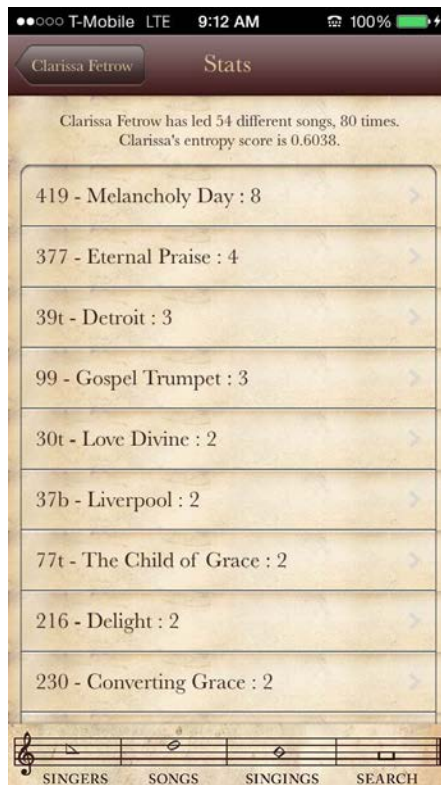 T-Mobile LTE 9:12 AM 100%
Clarissa Fetrow Stats
Clarissa Fetrow has led 54 different songs, 80 times.
Clarissa's entropy score is 0.6038.
419 - Melancholy Day : 8
377 - Eternal Praise : 4
39t - Detroit : 3
99 - Gospel Trumpet : 3
30t - Love Divine : 2
37b - Liverpool : 2
77t - The Child of Grace : 2
216 - Delight : 2
230 - Converting Grace : 2
SINGERS SONGS SINGINGS SEARCH